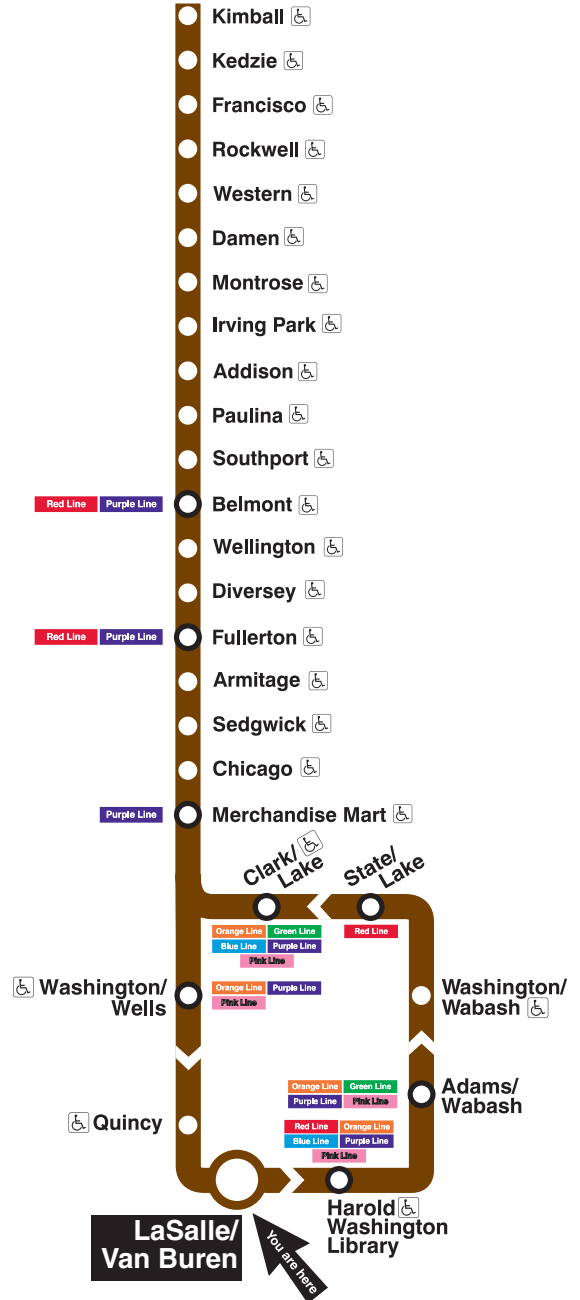 Kimball
Kedzie
Francisco
Rockwell
Western
Damen
Montrose
Irving Park
Addison
Paulina
Southport
Red Line Purple Line Belmont
Wellington
Diversey
Red Line Purple Line Fullerton
Armitage
Sedgwick
Chicago
Purple Line Merchandise Mart
Clark/
Lake
State/
Lake
Orange Line Green Line
Blue Line Purple Line
Pink Line
Red Line
Washington/
Wells
Orange Line Purple Line
Pink Line
Washington/
Wabash
Orange Line Green Line
Purple Line Pink Line
Adams/
Wabash
Quincy
Red Line Orange Line
Blue Line Purple Line
Pink Line
Harold
Washington
Library
LaSalle/
Van Buren
You are here